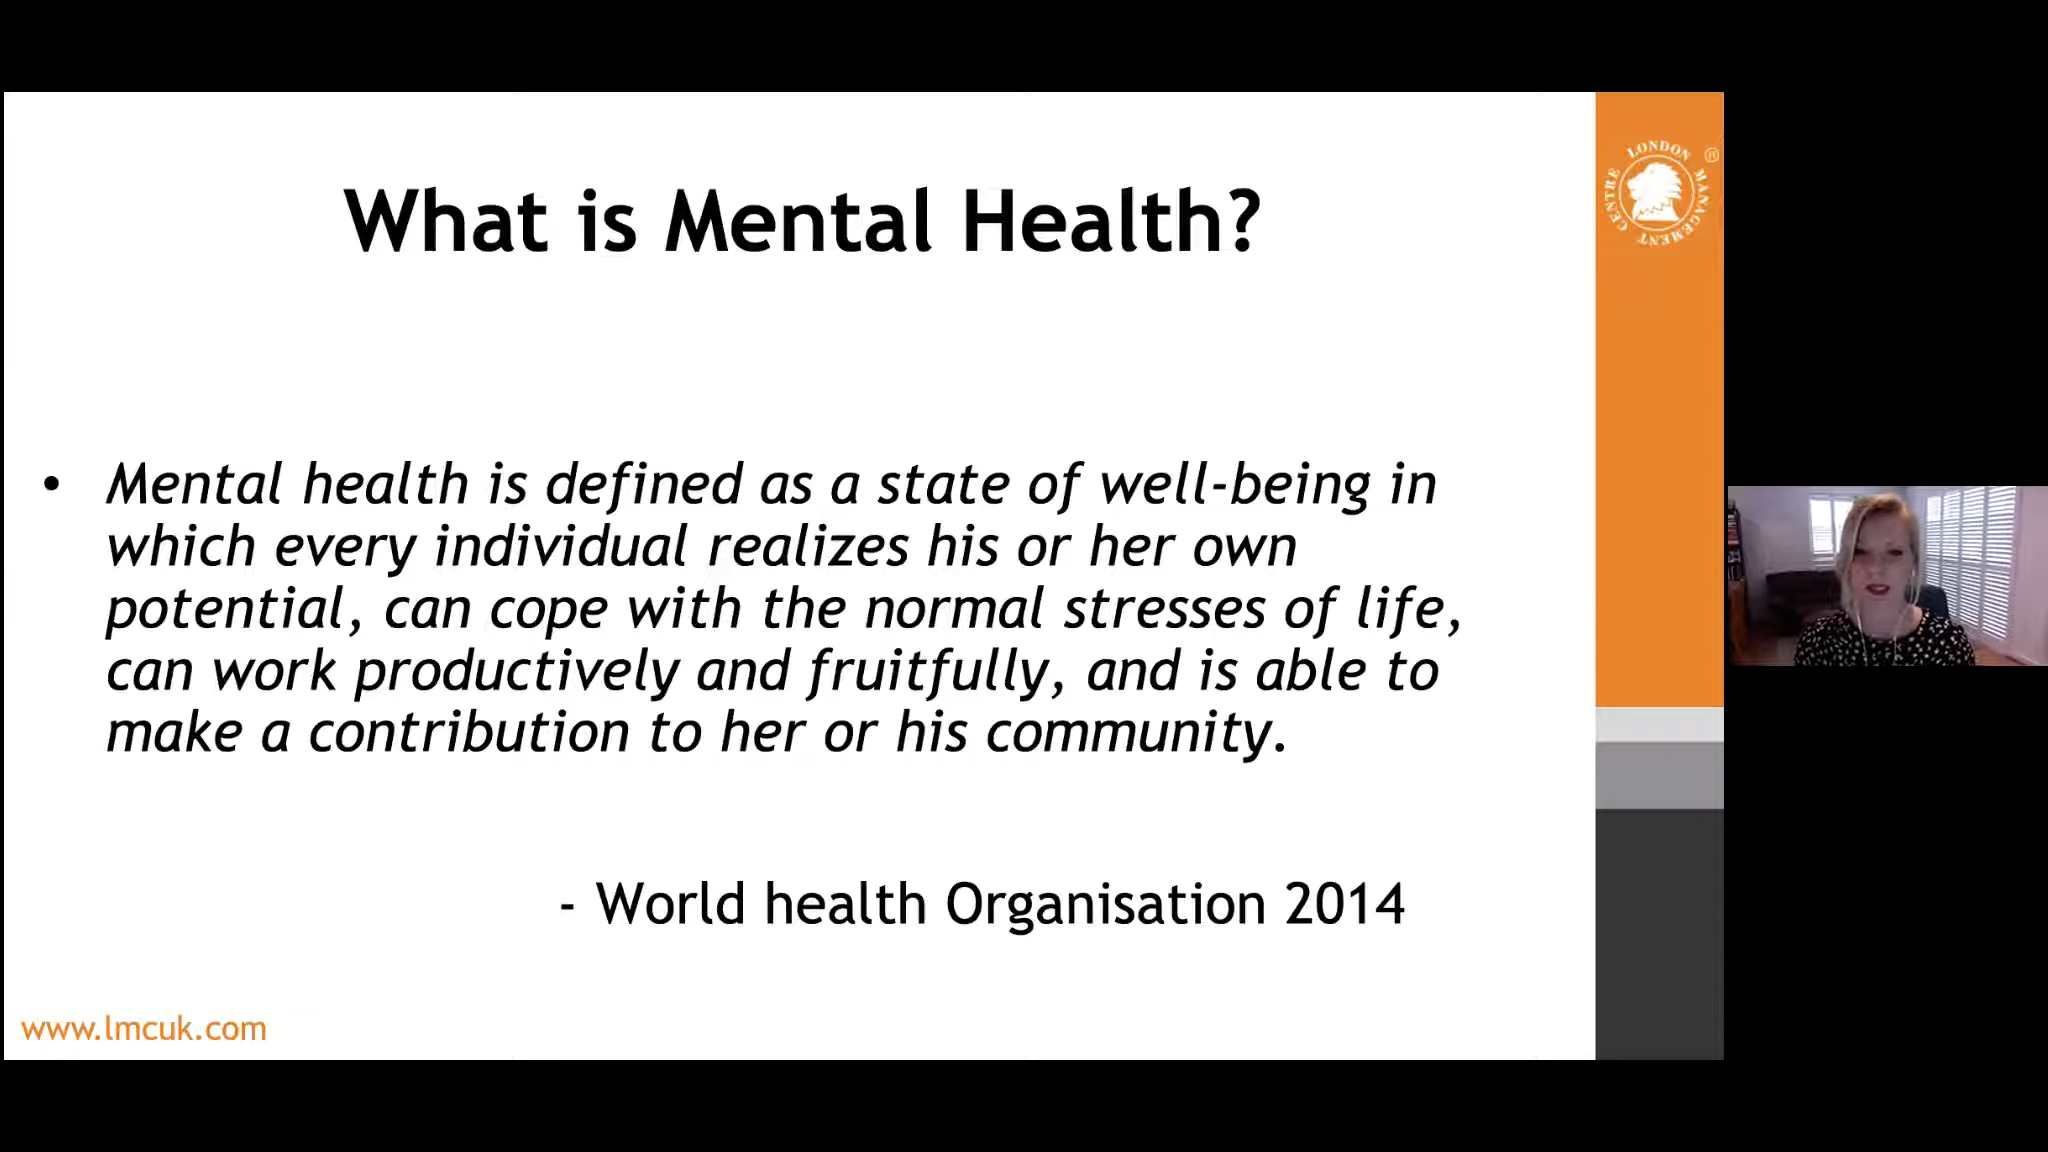 What is Mental Health?
• Mental health is defined as a state of well-being in
which every individual realizes his or her own
potential, can cope with the normal stresses of life,
can work productively and fruitfully, and is able to
make a contribution to her or his community.
- World health Organisation 2014
www.lmcuk.com
LONDON MANAGEMENT CENTRE ®